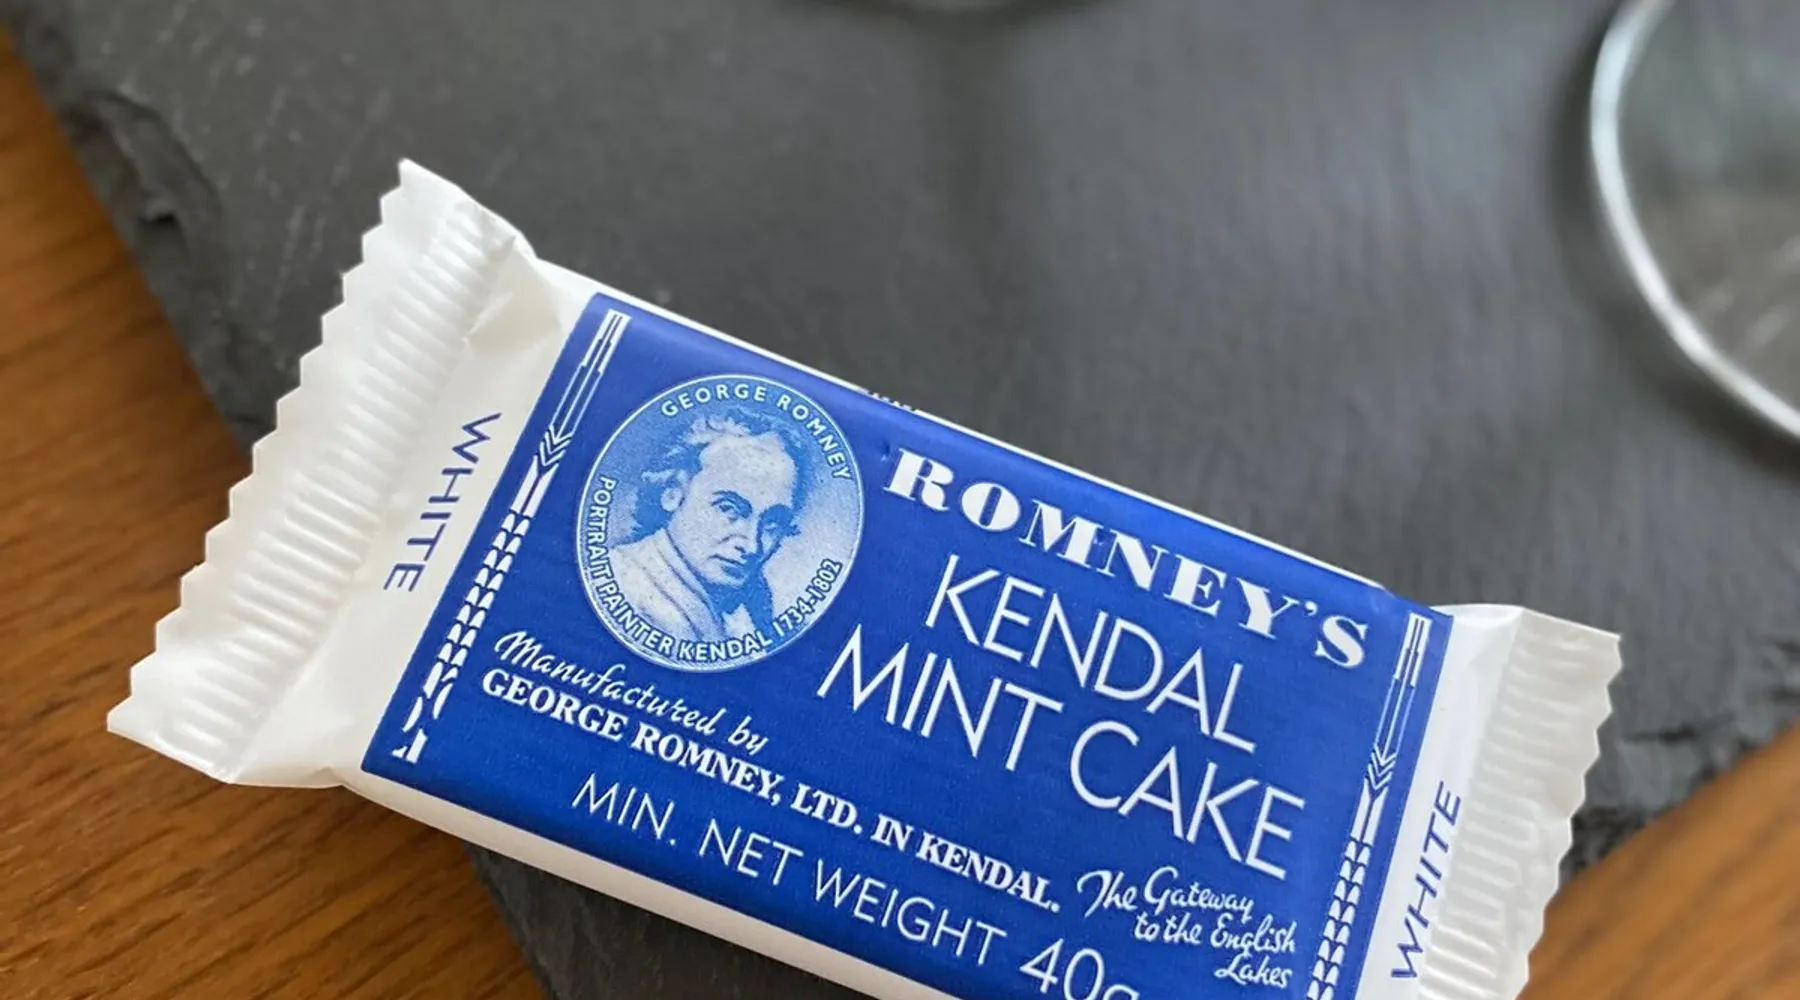 WHITE
GEORGE ROMNEY
PORTRAIT PAINTER KENDAL 1734-1802
ROMNEY'S
KENDAL
MINT CAKE
Manufactured by
GEORGE ROMNEY, LTD. IN KENDAL.
The Gateway
to the English
Lakes
MIN. NET WEIGHT 40g
WHITE